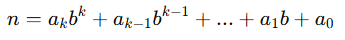 n = a_k b^k + a_{k-1} b^{k-1} + ... + a_1 b + a_0